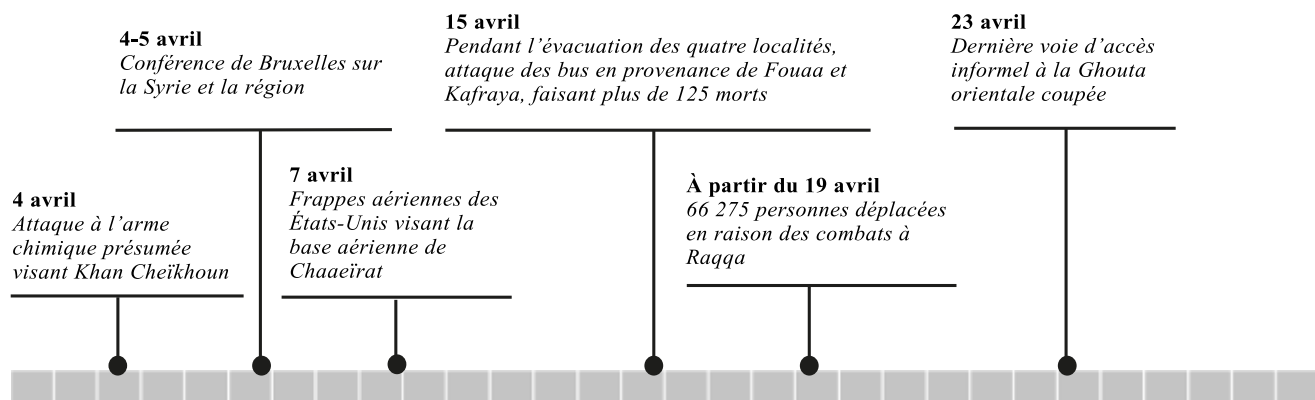 4 avril
Attaque à l’arme
chimique présumée
visant Khan Cheïkhoun
4-5 avril
Conférence de Bruxelles sur
la Syrie et la région
7 avril
Frappes aériennes des
États-Unis visant la
base aérienne de
Chaaeïrat
15 avril
Pendant l’évacuation des quatre localités,
attaque des bus en provenance de Fouaa et
Kafraya, faisant plus de 125 morts
À partir du 19 avril
66 275 personnes déplacées
en raison des combats à
Raqqa
23 avril
Dernière voie d’accès
informel à la Ghouta
orientale coupée